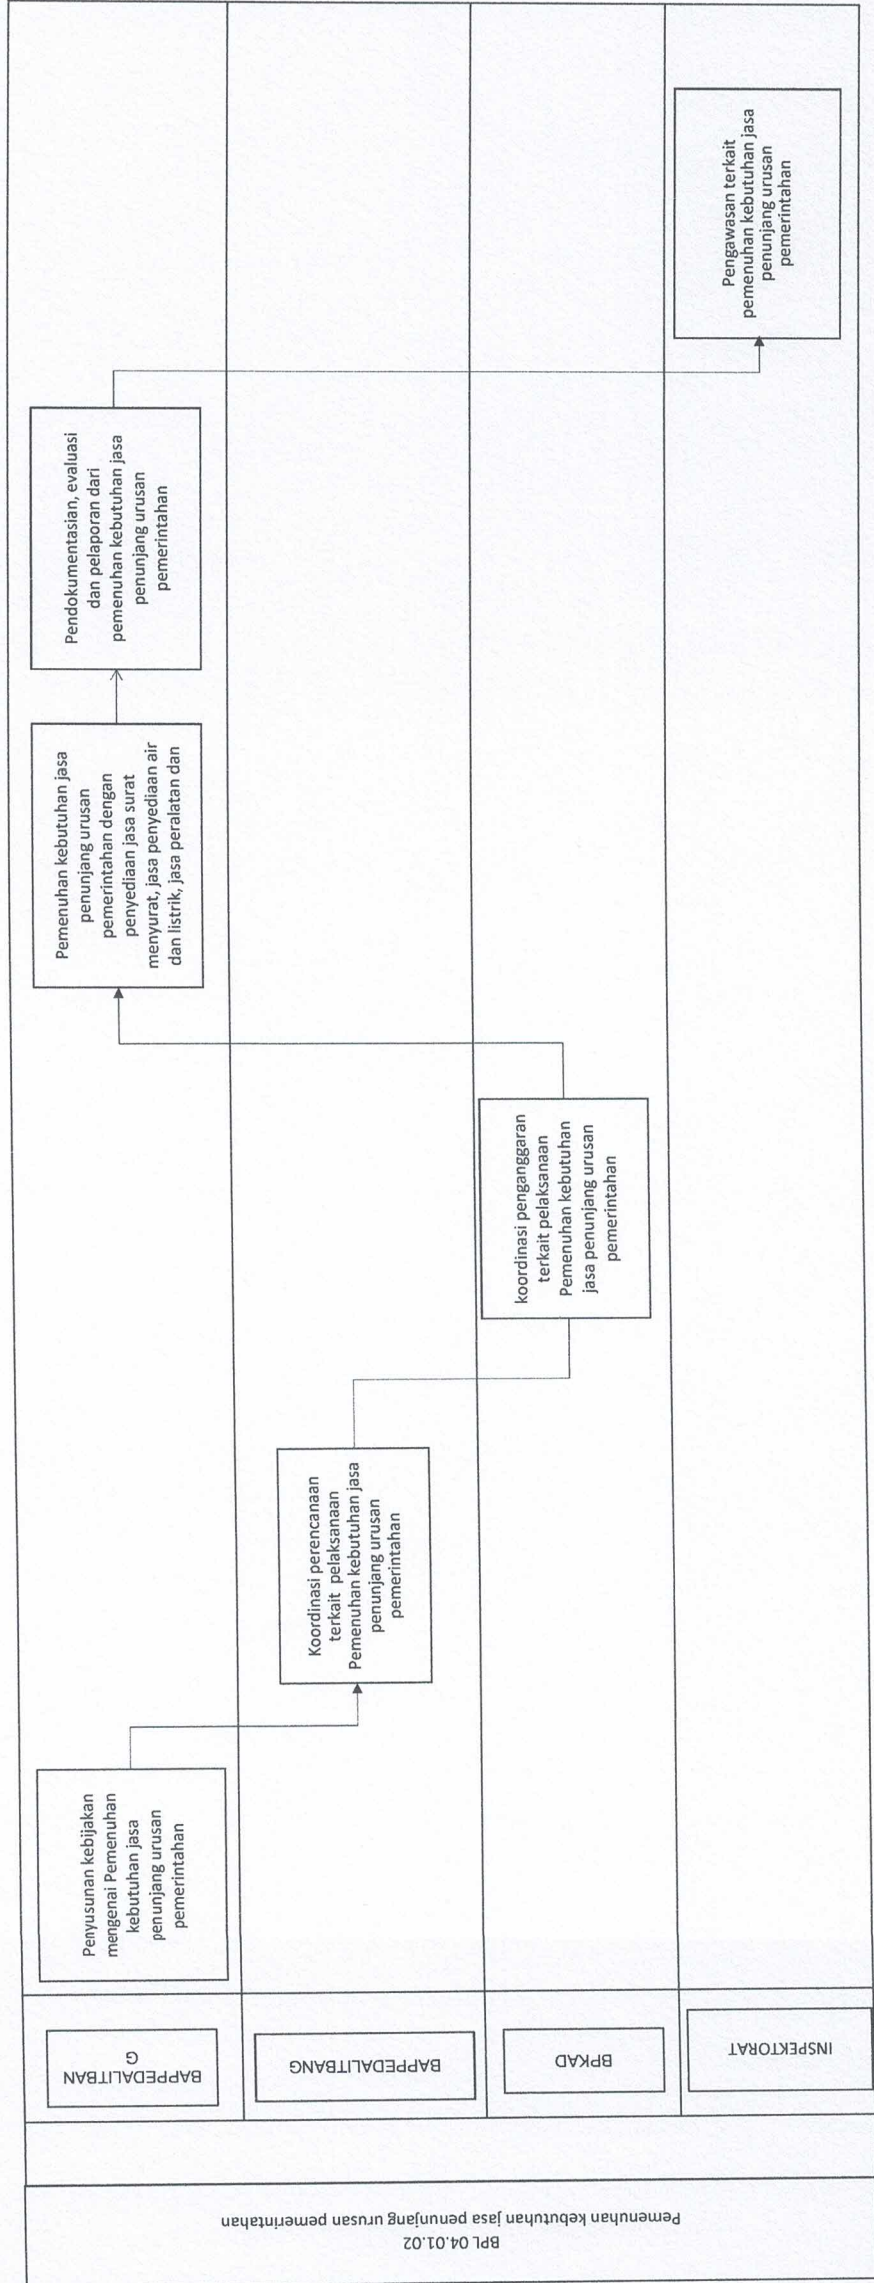 BPL 04.01.02
Pemenuhan kebutuhan jasa penunjang urusan pemerintahan
BAPPEDALITBAN
G
Penyusunan kebijakan
mengenai Pemenuhan
kebutuhan jasa
penunjang urusan
pemerintahan
Pemenuhan kebutuhan jasa
penunjang urusan
pemerintahan dengan
penyediaan jasa surat
menyurat, jasa penyediaan air
dan listrik, jasa peralatan dan
Pendokumentasian, evaluasi
dan pelaporan dari
pemenuhan kebutuhan jasa
penunjang urusan
pemerintahan
BAPPEDALITBANG
Koordinasi perencanaan
terkait pelaksanaan
Pemenuhan kebutuhan jasa
penunjang urusan
pemerintahan
BPKAD
koordinasi penganggaran
terkait pelaksanaan
Pemenuhan kebutuhan
jasa penunjang urusan
pemerintahan
INSPEKTORAT
Pengawasan terkait
pemenuhan kebutuhan jasa
penunjang urusan
pemerintahan